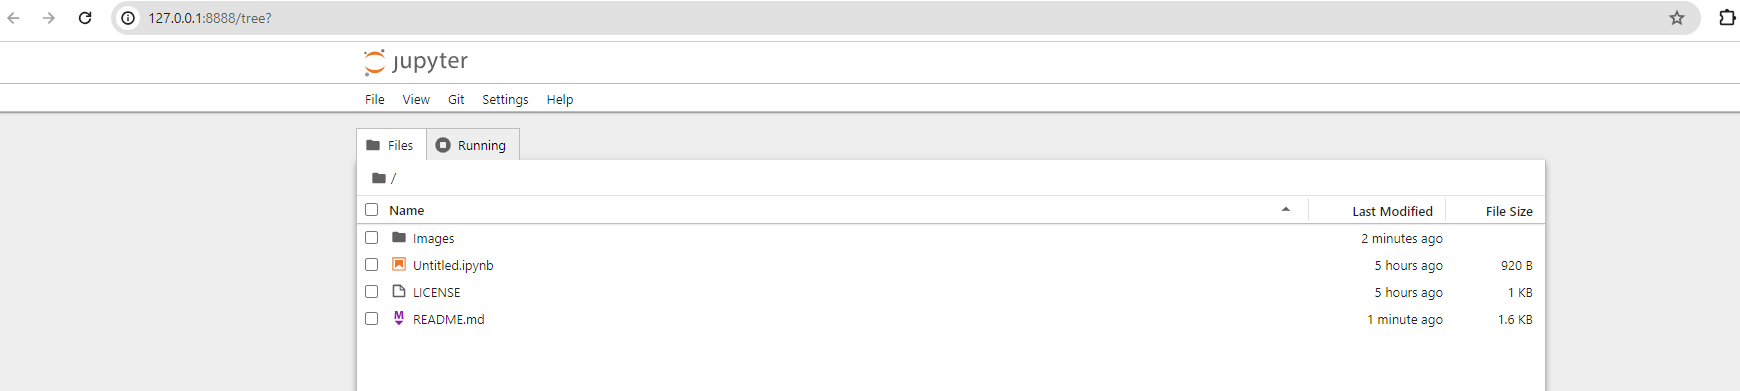 127.0.0.1:8888/tree?
jupyter
File View Git Settings Help
Files Running
/
Name Last Modified File Size
Images 2 minutes ago
Untitled.ipynb 5 hours ago 920 B
LICENSE 5 hours ago 1 KB
M README.md 1 minute ago 1.6 KB